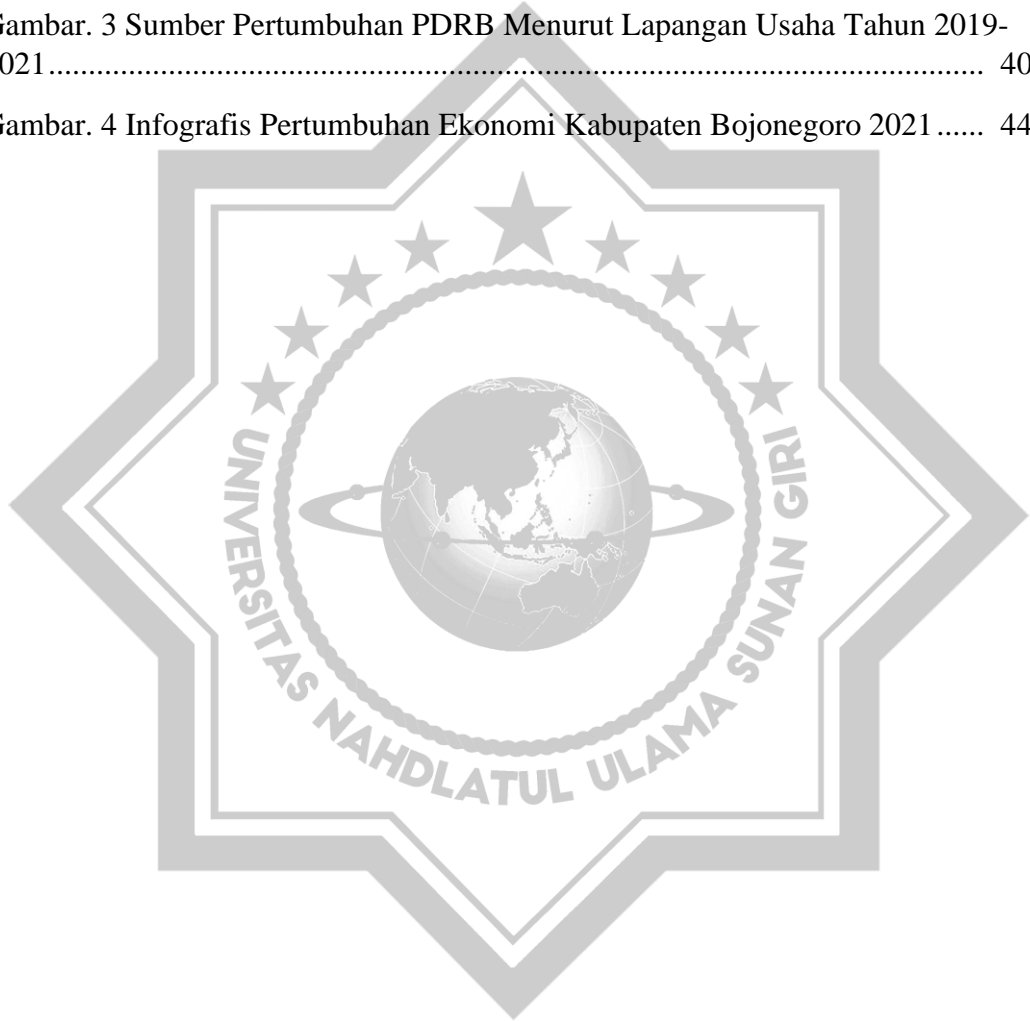 Gambar. 3 Sumber Pertumbuhan PDRB Menurut Lapangan Usaha Tahun 2019-
2021..................................................................................................................... 40
Gambar. 4 Infografis Pertumbuhan Ekonomi Kabupaten Bojonegoro 2021...... 44
UNIVERSITAS NAHDLATUL ULAMA SUNAN GIRI